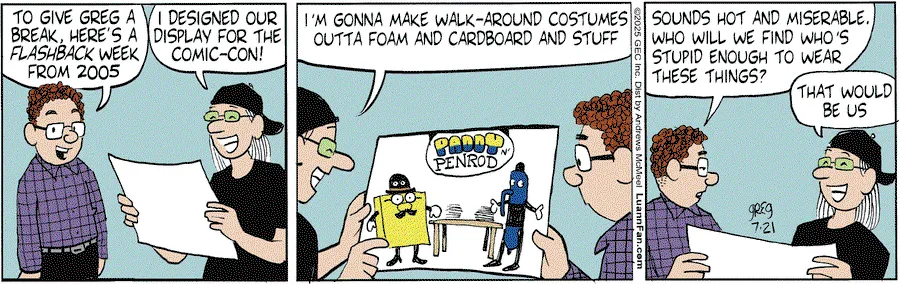 TO GIVE GREG A
BREAK, HERE'S A
FLASHBACK WEEK
FROM 2005
I DESIGNED OUR
DISPLAY FOR THE
COMIC-CON!
I'M GONNA MAKE WALK-AROUND COSTUMES
OUTTA FOAM AND CARDBOARD AND STUFF
PADDY N'
PENROD
©2025 GEC Inc. Dist by Andrews McMeel LuannFan.com
SOUNDS HOT AND MISERABLE.
WHO WILL WE FIND WHO'S
STUPID ENOUGH TO WEAR
THESE THINGS?
THAT WOULD
BE US
GREG
7-21